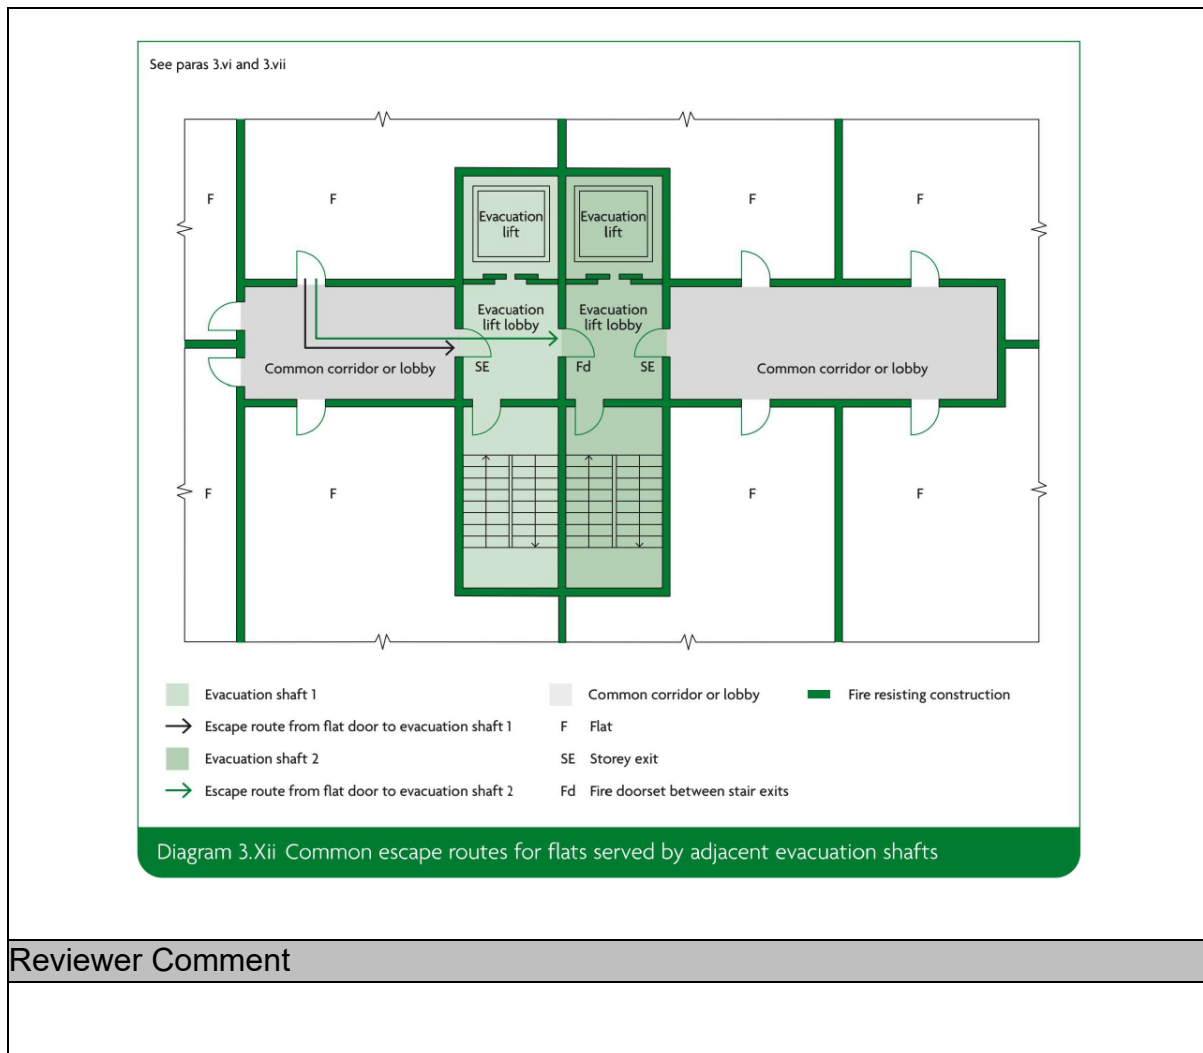 See paras 3.vi and 3.vii
F
F
F
F
Evacuation
lift
Evacuation
lift
Evacuation
lift lobby
Evacuation
lift lobby
Common corridor or lobby
SE
Fd
SE
Common corridor or lobby
F
F
F
F
Evacuation shaft 1
Common corridor or lobby
Fire resisting construction
Escape route from flat door to evacuation shaft 1
F Flat
Evacuation shaft 2
SE Storey exit
Escape route from flat door to evacuation shaft 2
Fd Fire doorset between stair exits
Diagram 3.Xii Common escape routes for flats served by adjacent evacuation shafts
Reviewer Comment